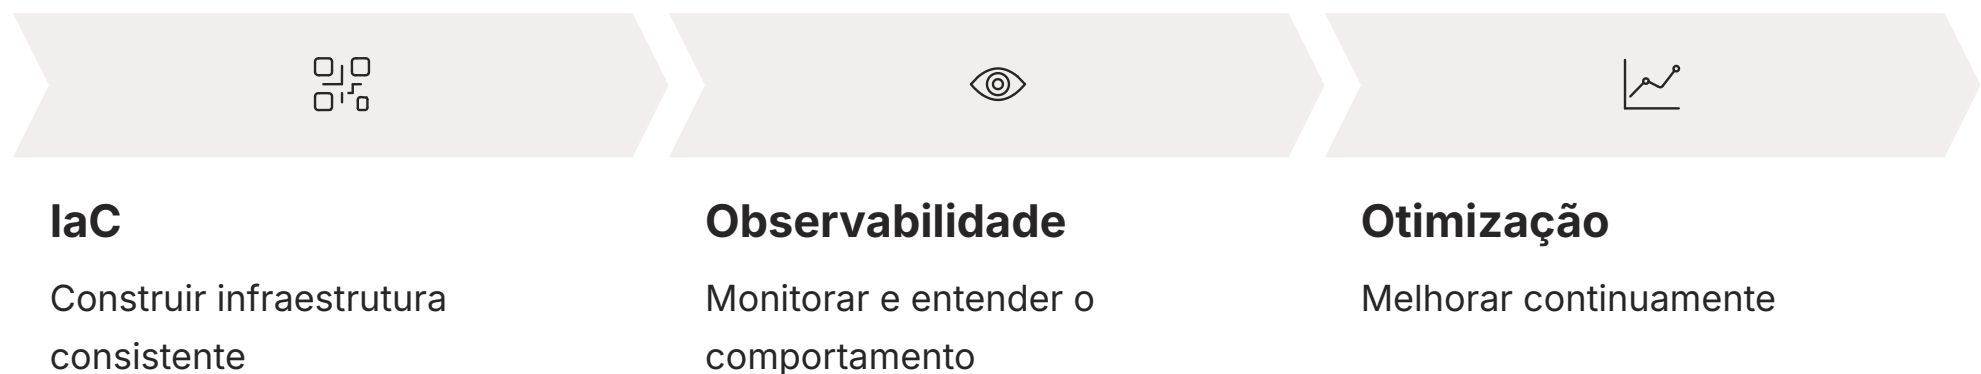 IaC
Construir infraestrutura
consistente
Observabilidade
Monitorar e entender o
comportamento
Otimização
Melhorar continuamente